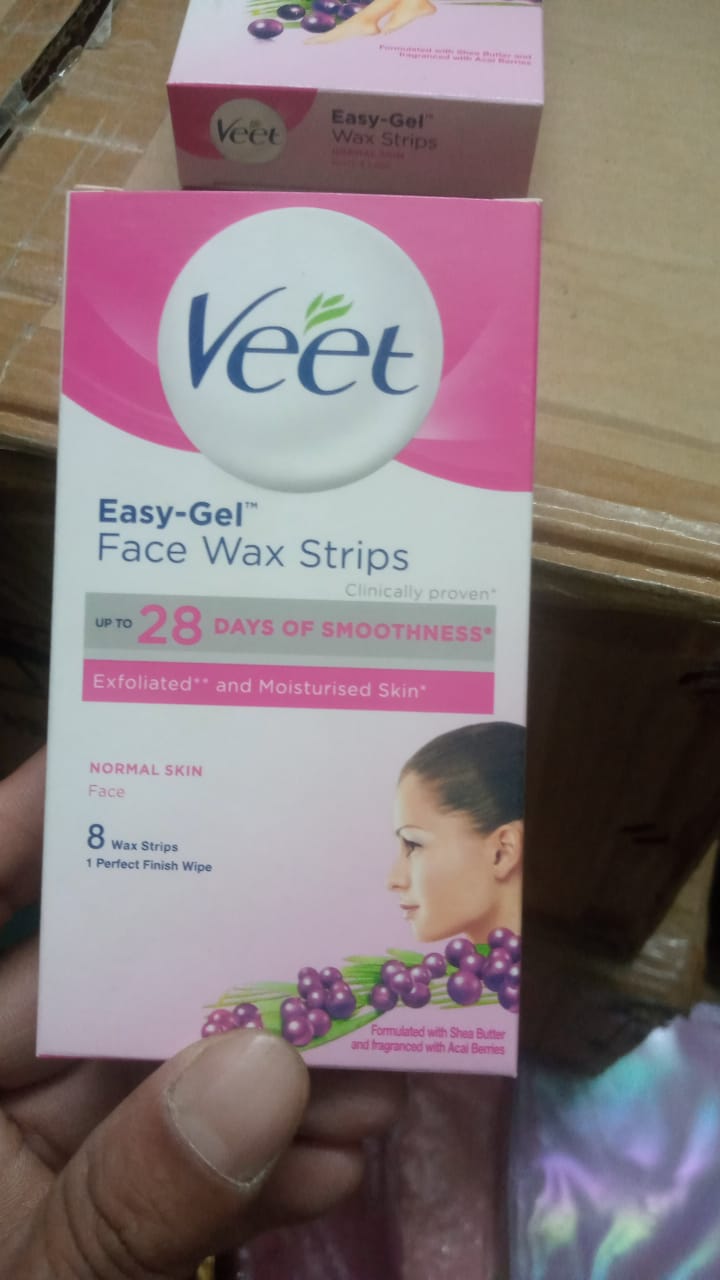 Formulated with Shea Butter and
fragranced with Acai Berries
Veet
Easy-Gel™
Wax Strips
NORMAL SKIN
Veet
Easy-Gel™
Face Wax Strips
Clinically proven*
UP TO 28 DAYS OF SMOOTHNESS*
Exfoliated** and Moisturised Skin*
NORMAL SKIN
Face
8 Wax Strips
1 Perfect Finish Wipe
Formulated with Shea Butter
and fragranced with Acai Berries